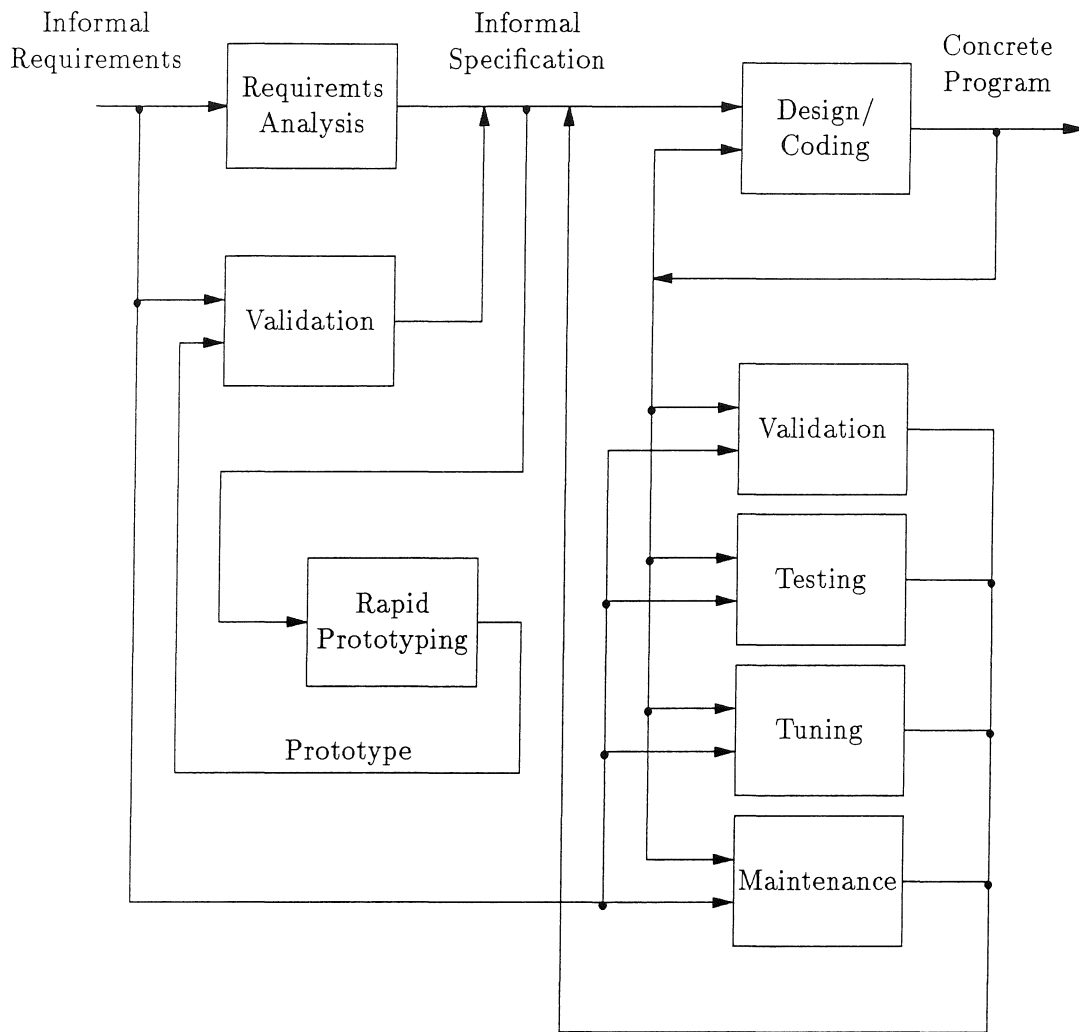 Informal
Requirements
Requiremts
Analysis
Informal
Specification
Concrete
Program
Design/
Coding
Validation
Validation
Testing
Rapid
Prototyping
Tuning
Prototype
Maintenance